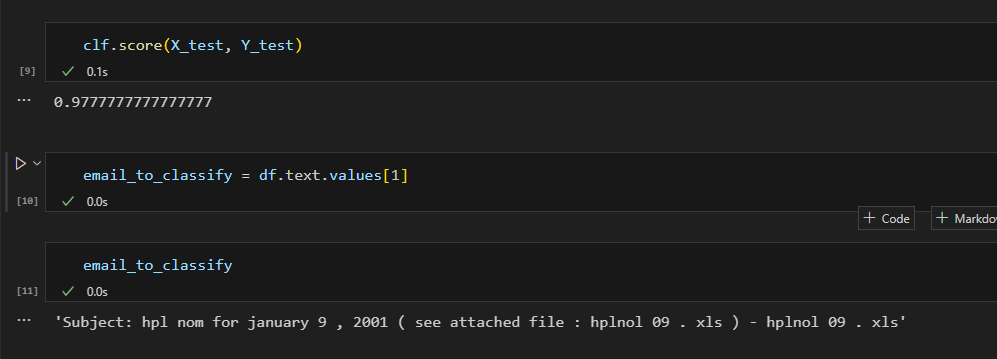 clf.score(X_test, Y_test)
[9] 0.1s
0.9777777777777777
email_to_classify = df.text.values[1]
[10] 0.0s
+ Code + Markdo
email_to_classify
[11] 0.0s
'Subject: hpl nom for january 9 , 2001 ( see attached file : hplnol 09 . xls ) - hplnol 09 . xls'